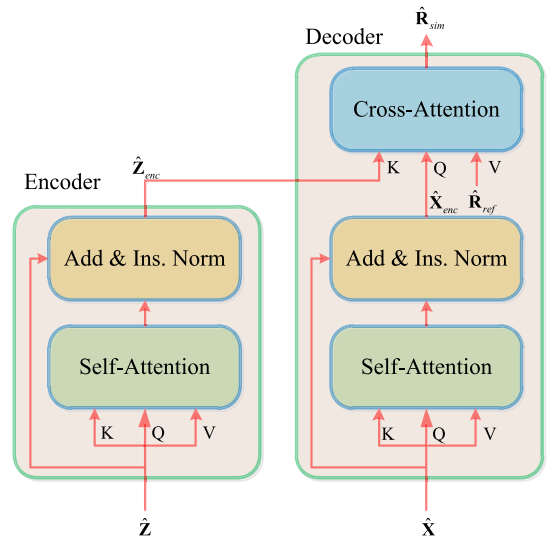 R̂sim
Decoder
Cross-Attention
K Q V
Ẑenc
X̂enc R̂ref
Encoder
Add & Ins. Norm
Add & Ins. Norm
Self-Attention
Self-Attention
K Q V
K Q V
Ẑ
X̂